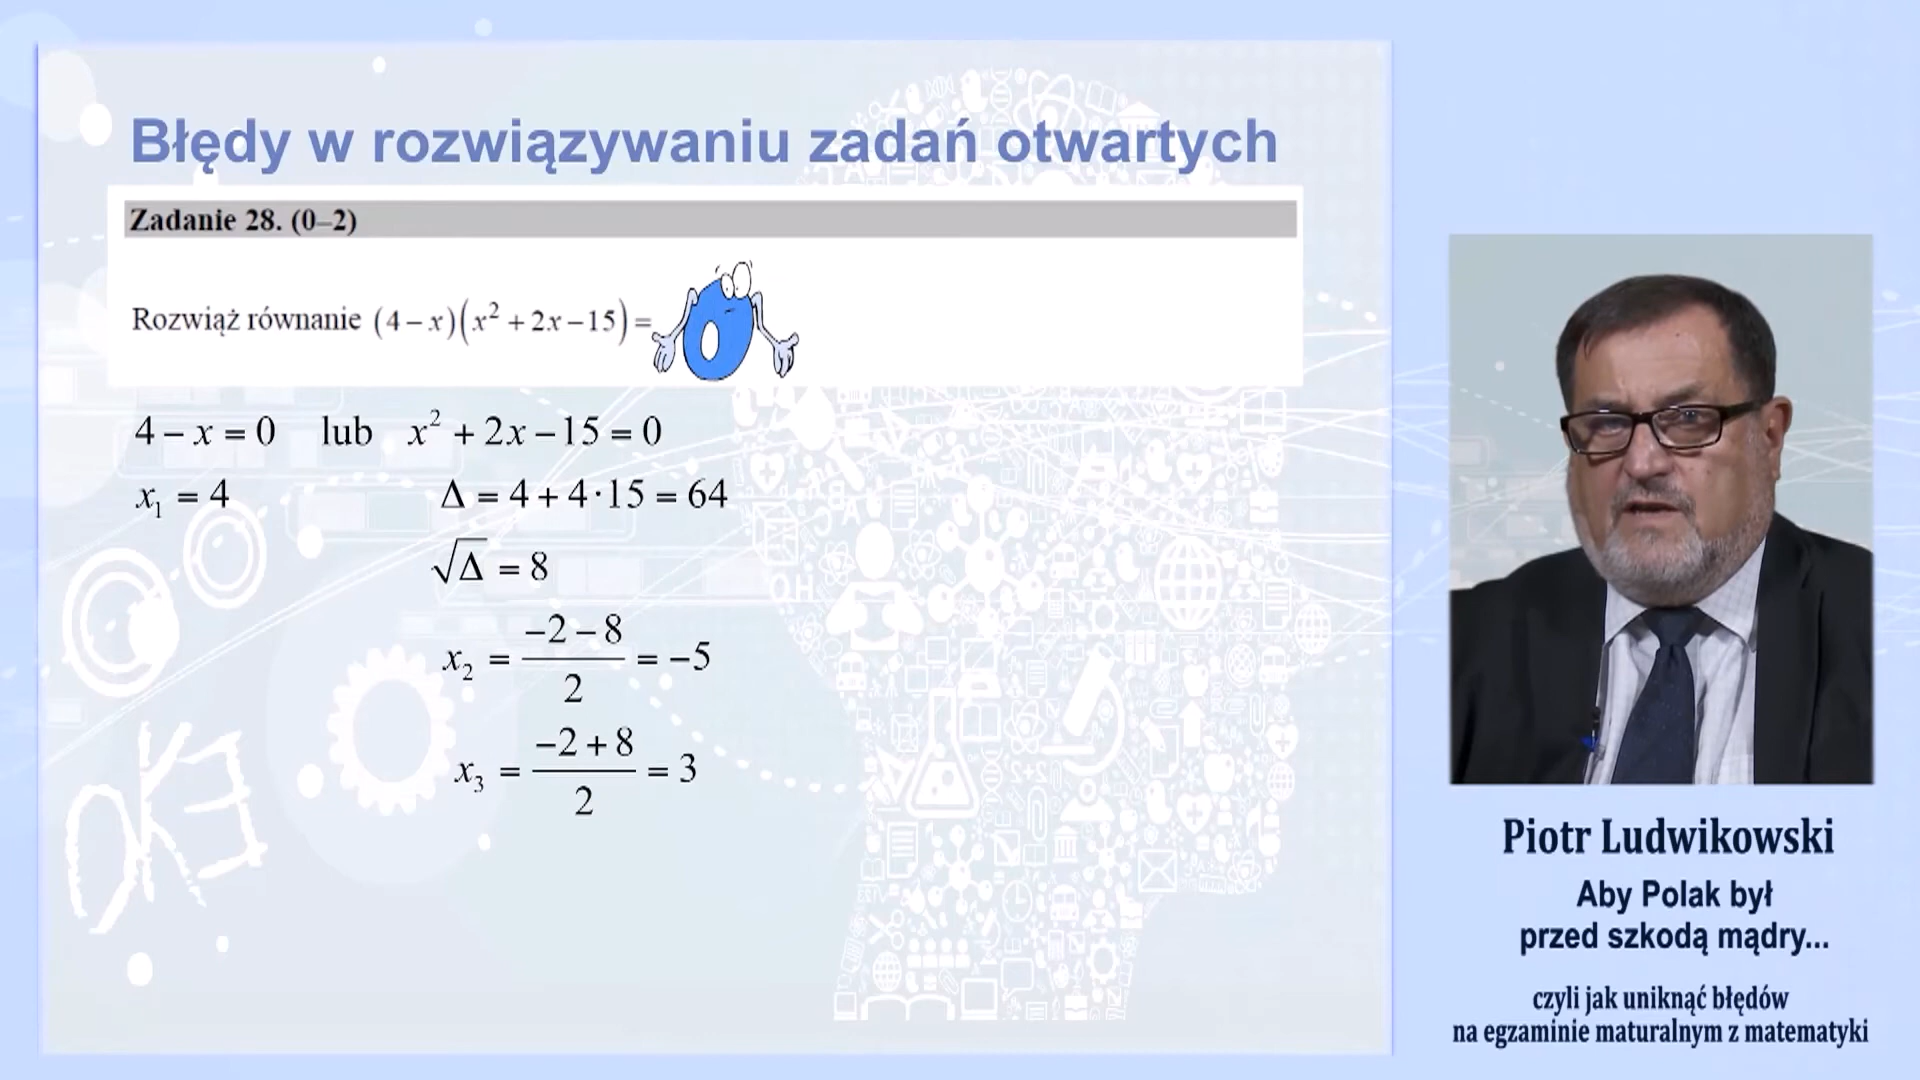 Błędy w rozwiązywaniu zadań otwartych
Zadanie 28. (0–2)
Rozwiąż równanie (4 − x)(x² + 2x − 15) = 0
4 − x = 0 lub x² + 2x − 15 = 0
x₁ = 4 Δ = 4 + 4·15 = 64
√Δ = 8
x₂ = (−2 − 8)/2 = −5
x₃ = (−2 + 8)/2 = 3
OKE
Piotr Ludwikowski
Aby Polak był
przed szkodą mądry...
czyli jak uniknąć błędów
na egzaminie maturalnym z matematyki